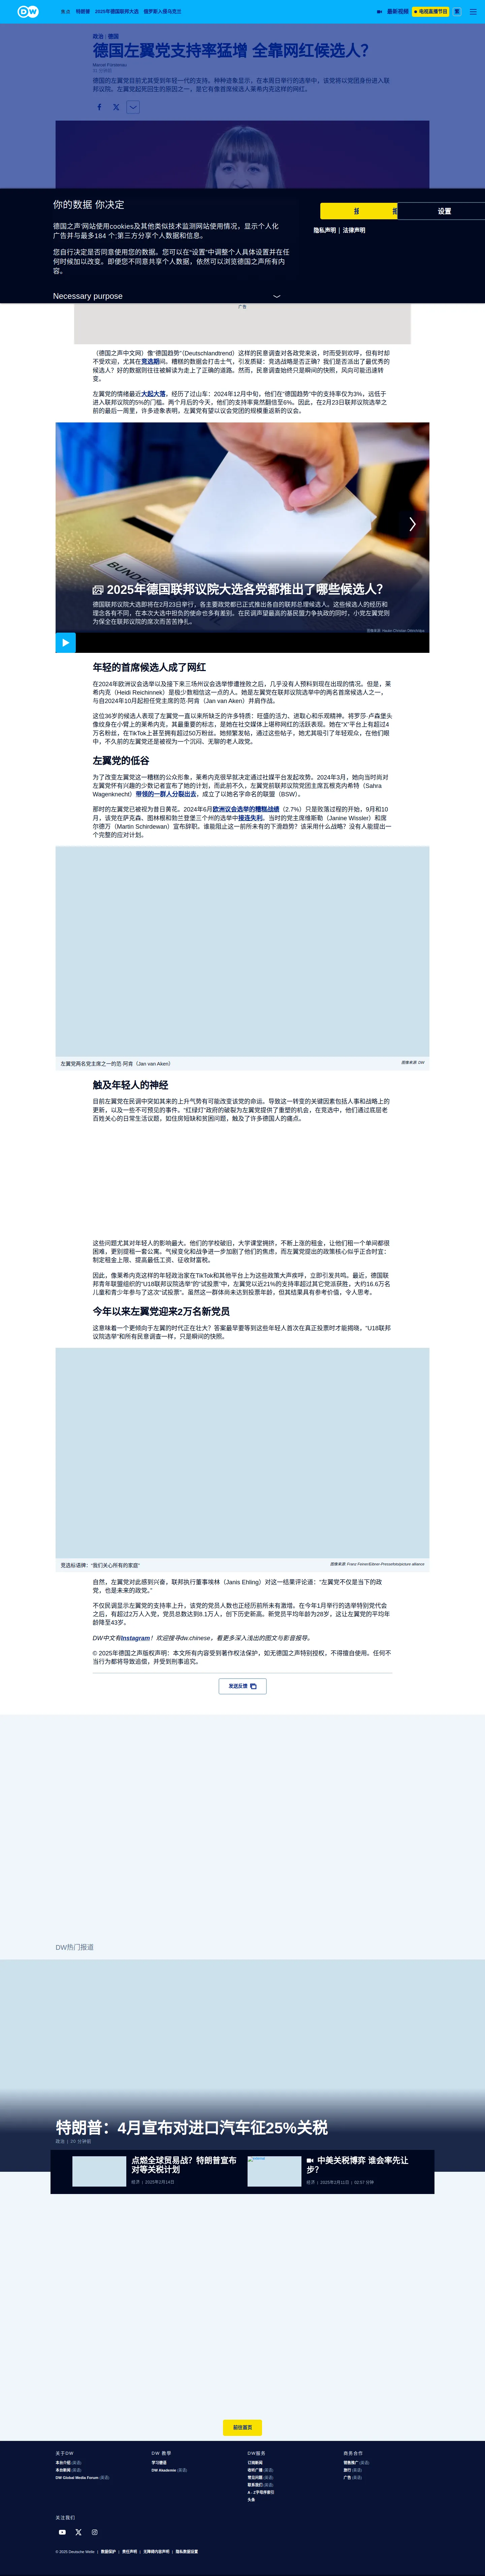 DW
焦点
特朗普
2025年德国联邦大选
俄罗斯入侵乌克兰
最新视频
电视直播节目
繁
政治 | 德国
德国左翼党支持率猛增 全靠网红候选人？
Marcel Fürstenau
22 分钟前
德国的左翼党目前尤其受到年轻一代的支持。种种迹象显示，在本周日举行的选举中，该党将以党团身份进入联
邦议院。左翼党起死回生的原因之一，是它有像首席候选人莱希内克这样的网红。
你的数据 你决定
德国之声'网站使用cookies及其他类似技术监测网站使用情况，显示个人化
广告并与最多184 个;第三方分享个人数据和信息。
您自行决定是否同意使用您的数据。您可以在"设置"中调整个人具体设置并在任
何时候加以改变。即便您不同意共享个人数据，依然可以浏览德国之声所有内
容。
Necessary purpose
设置
隐私声明 | 法律声明
广告
（德国之声中文网）像“德国趋势”（Deutschlandtrend）这样的民意调查对各政党来说，时而受到欢呼，但有时却
不受欢迎，尤其在竞选期间。糟糕的数据会打击士气，引发质疑：竞选战略是否正确？我们是否派出了最优秀的
候选人？好的数据则往往被解读为走上了正确的道路。然而，民意调查始终只是瞬间的快照，风向可能迅速转
变。
左翼党的情绪最近大起大落，经历了过山车：2024年12月中旬，他们在“德国趋势”中的支持率仅为3%，远低于
进入联邦议院的5%的门槛。两个月后的今天，他们的支持率竟然翻倍至6%。因此，在2月23日联邦议院选举之
前的最后一周里，许多迹象表明，左翼党有望以议会党团的规模重返新的议会。
2025年德国联邦议院大选各党都推出了哪些候选人？
德国联邦议院大选即将在2月23日举行，各主要政党都已正式推出各自的联邦总理候选人。这些候选人的经历和
理念各有不同，在本次大选中担负的使命也多有差别。在民调声望最高的基民盟力争执政的同时，小党左翼党则
为保全在联邦议院的席次而苦苦挣扎。
年轻的首席候选人成了网红
在2024年欧洲议会选举以及接下来三场州议会选举惨遭挫败之后，几乎没有人预料到现在出现的情况。但是，莱
希内克（Heidi Reichinnek）是极少数相信这一点的人。她是左翼党在联邦议院选举中的两名首席候选人之一，
与自2024年10月起担任党主席的范·阿肯（Jan van Aken）并肩作战。
这位36岁的候选人表现了左翼党一直以来所缺乏的许多特质：旺盛的活力、进取心和乐观精神。将罗莎·卢森堡头
像纹身在小臂上的莱希内克，其最重要的标志，是她在社交媒体上堪称网红的活跃表现。她在“X”平台上有超过4
万名粉丝，在TikTok上甚至拥有超过50万粉丝。她频繁发帖，通过这些帖子，她尤其吸引了年轻观众，在他们眼
中，不久前的左翼党还是被视为一个沉闷、无聊的老人政党。
左翼党的低谷
为了改变左翼党这一糟糕的公众形象，莱希内克很早就决定通过社媒平台发起攻势。2024年3月，她向当时尚对
左翼党抱有兴趣的少数记者宣布了她的计划，而此前不久，左翼党前联邦议院党团主席瓦根克内希特（Sahra
Wagenknecht）带领的一群人分裂出去，成立了以她名字命名的联盟（BSW）。
那时的左翼党已被视为昔日黄花。2024年6月欧洲议会选举的糟糕战绩（2.7%）只是败落过程的开始，9月和10
月，该党在萨克森、图林根和勃兰登堡三个州的选举中接连失利。当时的党主席维斯勒（Janine Wissler）和席
尔德万（Martin Schirdewan）宣布辞职。谁能阻止这一前所未有的下滑趋势？该采用什么战略？没有人能提出一
个完整的应对计划。
左翼党两名党主席之一的范·阿肯（Jan van Aken）
图像来源: DW
触及年轻人的神经
目前左翼党在民调中突如其来的上升气势有可能改变该党的命运。导致这一转变的关键因素包括人事和战略上的
更新，以及一些不可预见的事件。“红绿灯”政府的破裂为左翼党提供了重塑的机会，在竞选中，他们通过底层老
百姓关心的日常生活议题，如住房短缺和贫困问题，触及了许多德国人的痛点。
这些问题尤其对年轻人的影响最大。他们的学校破旧，大学课堂拥挤，不断上涨的租金，让他们租一个单间都很
困难，更别提租一套公寓。气候变化和战争进一步加剧了他们的焦虑，而左翼党提出的政策核心似乎正合时宜：
制定租金上限、提高最低工资、征收财富税。
因此，像莱希内克这样的年轻政治家在TikTok和其他平台上为这些政策大声疾呼，立即引发共鸣。最近，德国联
邦青年联盟组织的“U18联邦议院选举”的“试投票”中，左翼党以近21%的支持率超过其它党派获胜，大约16.6万名
儿童和青少年参与了这次“试投票”。虽然这一群体尚未达到投票年龄，但其结果具有参考价值，令人思考。
今年以来左翼党迎来2万名新党员
这意味着一个更倾向于左翼的时代正在壮大？答案最早要等到这些年轻人首次在真正投票时才能揭晓，“U18联邦
议院选举”和所有民意调查一样，只是瞬间的快照。
竞选标语牌：“我们关心所有的家庭”
自然，左翼党对此感到兴奋，联邦执行董事埃林（Janis Ehling）对这一结果评论道：“左翼党不仅是当下的政
党，也是未来的政党。”
不仅民调显示左翼党的支持率上升，该党的党员人数也正经历前所未有激增。在今年1月举行的选举特别党代会
之后，有超过2万人入党，党员总数达到8.1万人，创下历史新高。新党员平均年龄为28岁，这让左翼党的平均年
龄降至43岁。
DW中文有Instagram！欢迎搜寻dw.chinese，看更多深入浅出的图文与影音报导。
© 2025年德国之声版权声明：本文所有内容受到著作权法保护，如无德国之声特别授权，不得擅自使用。任何不
当行为都将导致追偿，并受到刑事追究。
发送反馈
DW热门报道
特朗普：4月宣布对进口汽车征25%关税
政治 | 20 分钟前
点燃全球贸易战？特朗普宣布
对等关税计划
经济 | 2025年2月14日
中美关税博弈 谁会率先让
步？
经济 | 2025年2月11日 | 02:57 分钟
前往首页
关于DW
本台介绍 (英语)
本台新闻 (英语)
DW Global Media Forum (英语)
DW 教学
学习德语
DW Akademie (英语)
DW服务
订阅新闻
收听广播 (英语)
常见问题 (英语)
联系我们 (英语)
A - Z字母序索引
头条
商务合作
销售推广 (英语)
旅行 (英语)
广告 (英语)
关注我们
© 2025 Deutsche Welle | 数据保护 | 责任声明 | 无障碍内容声明 | 隐私数据设置